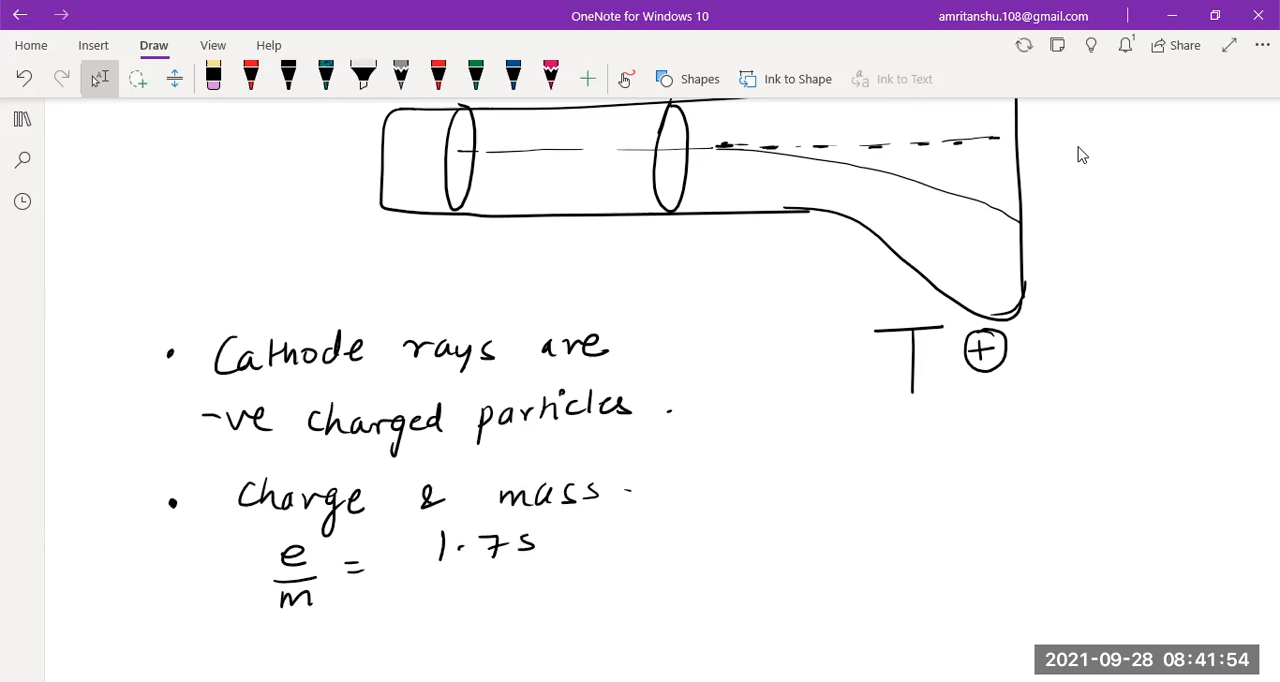 OneNote for Windows 10
amritanshu.108@gmail.com
Home Insert Draw View Help
Share
Shapes Ink to Shape Ink to Text
• Cathode rays are
-ve charged particles.
T +
• Charge & mass.
e/m = 1.75
2021-09-28 08:41:54